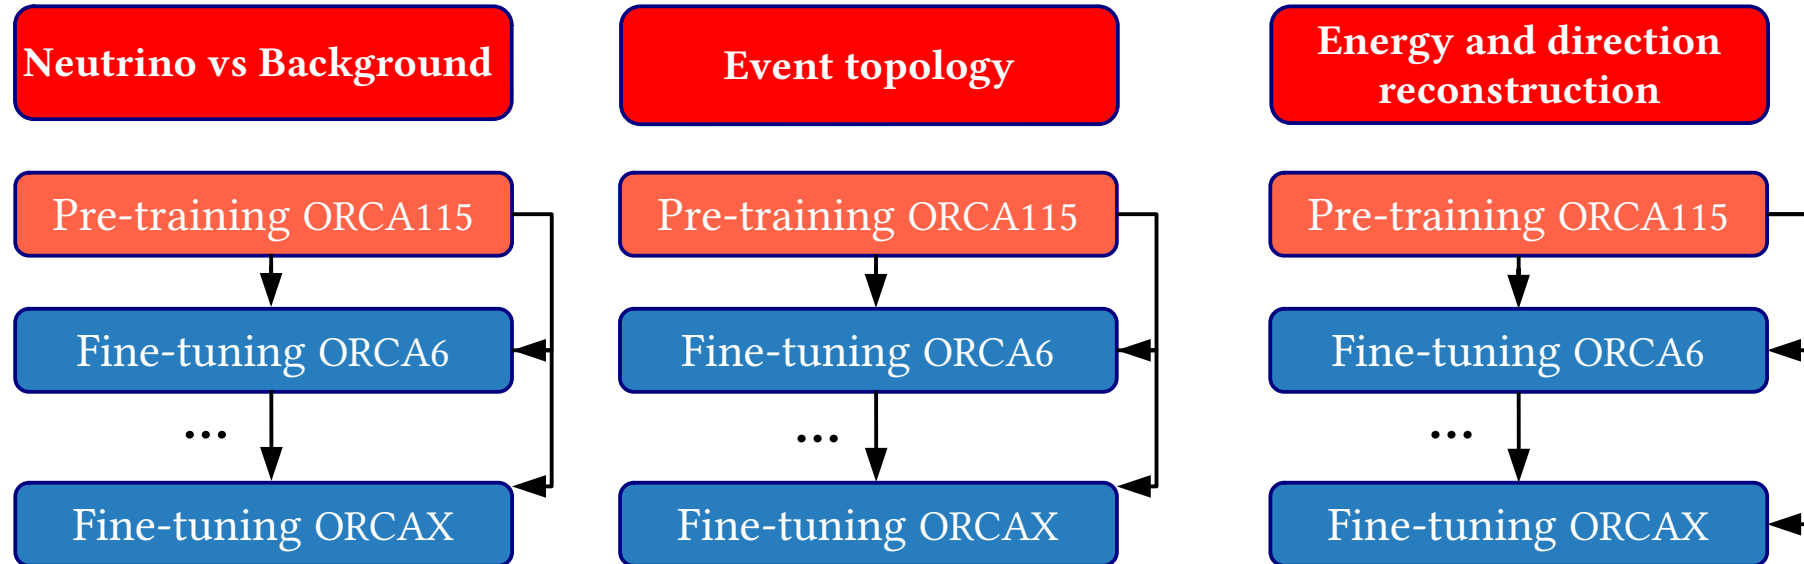 Neutrino vs Background
Pre-training ORCA115
Fine-tuning ORCA6
...
Fine-tuning ORCAX
Event topology
Pre-training ORCA115
Fine-tuning ORCA6
...
Fine-tuning ORCAX
Energy and direction
reconstruction
Pre-training ORCA115
Fine-tuning ORCA6
...
Fine-tuning ORCAX